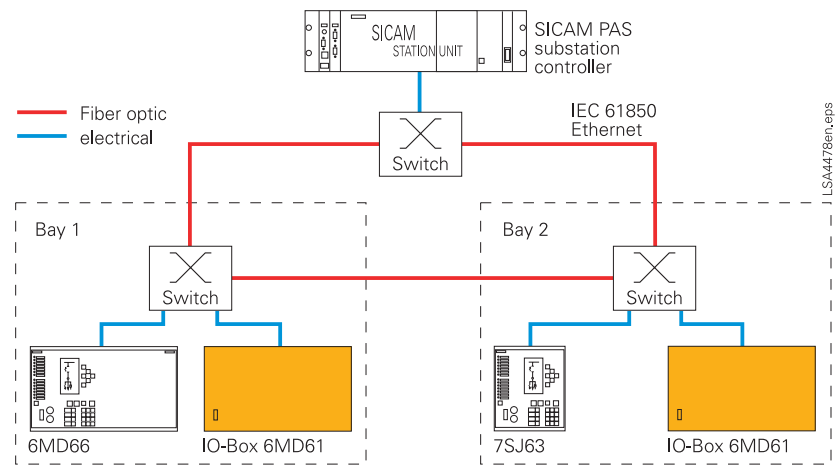 SICAM
STATION UNIT
SICAM PAS
substation
controller
Fiber optic
electrical
IEC 61850
Ethernet
Switch
LSA4478en.eps
Bay 1
Switch
6MD66
IO-Box 6MD61
Bay 2
Switch
7SJ63
IO-Box 6MD61